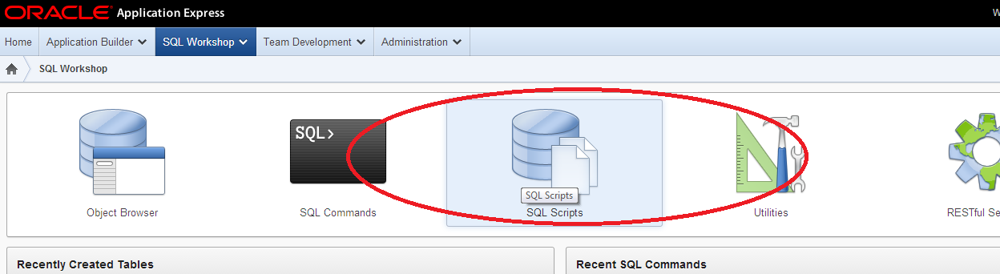 ORACLE Application Express
W
Home Application Builder SQL Workshop Team Development Administration
SQL Workshop
SQL>
SQL Scripts
Object Browser SQL Commands SQL Scripts Utilities RESTful Se
Recently Created Tables Recent SQL Commands